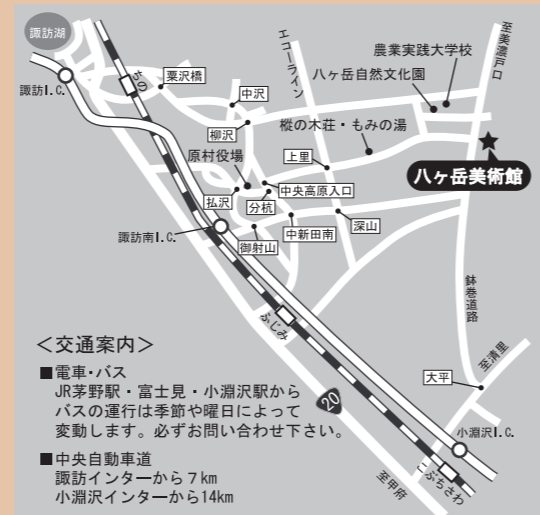 諏訪湖
諏訪I.C.
ちの
粟沢橋
中沢
柳沢
エコーライン
農業実践大学校
八ヶ岳自然文化園
至美濃戸口
樅の木荘・もみの湯
原村役場
上里
八ヶ岳美術館
払沢
分杭
中央高原入口
諏訪南I.C.
御射山
中新田南
深山
鉢巻道路
ふじみ
至清里
大平
20
小淵沢I.C.
至甲府
こぶちさわ
＜交通案内＞
■電車・バス
JR茅野駅・富士見・小淵沢駅から
バスの運行は季節や曜日によって
変動します。必ずお問い合わせ下さい。
■中央自動車道
諏訪インターから７km
小淵沢インターから14km